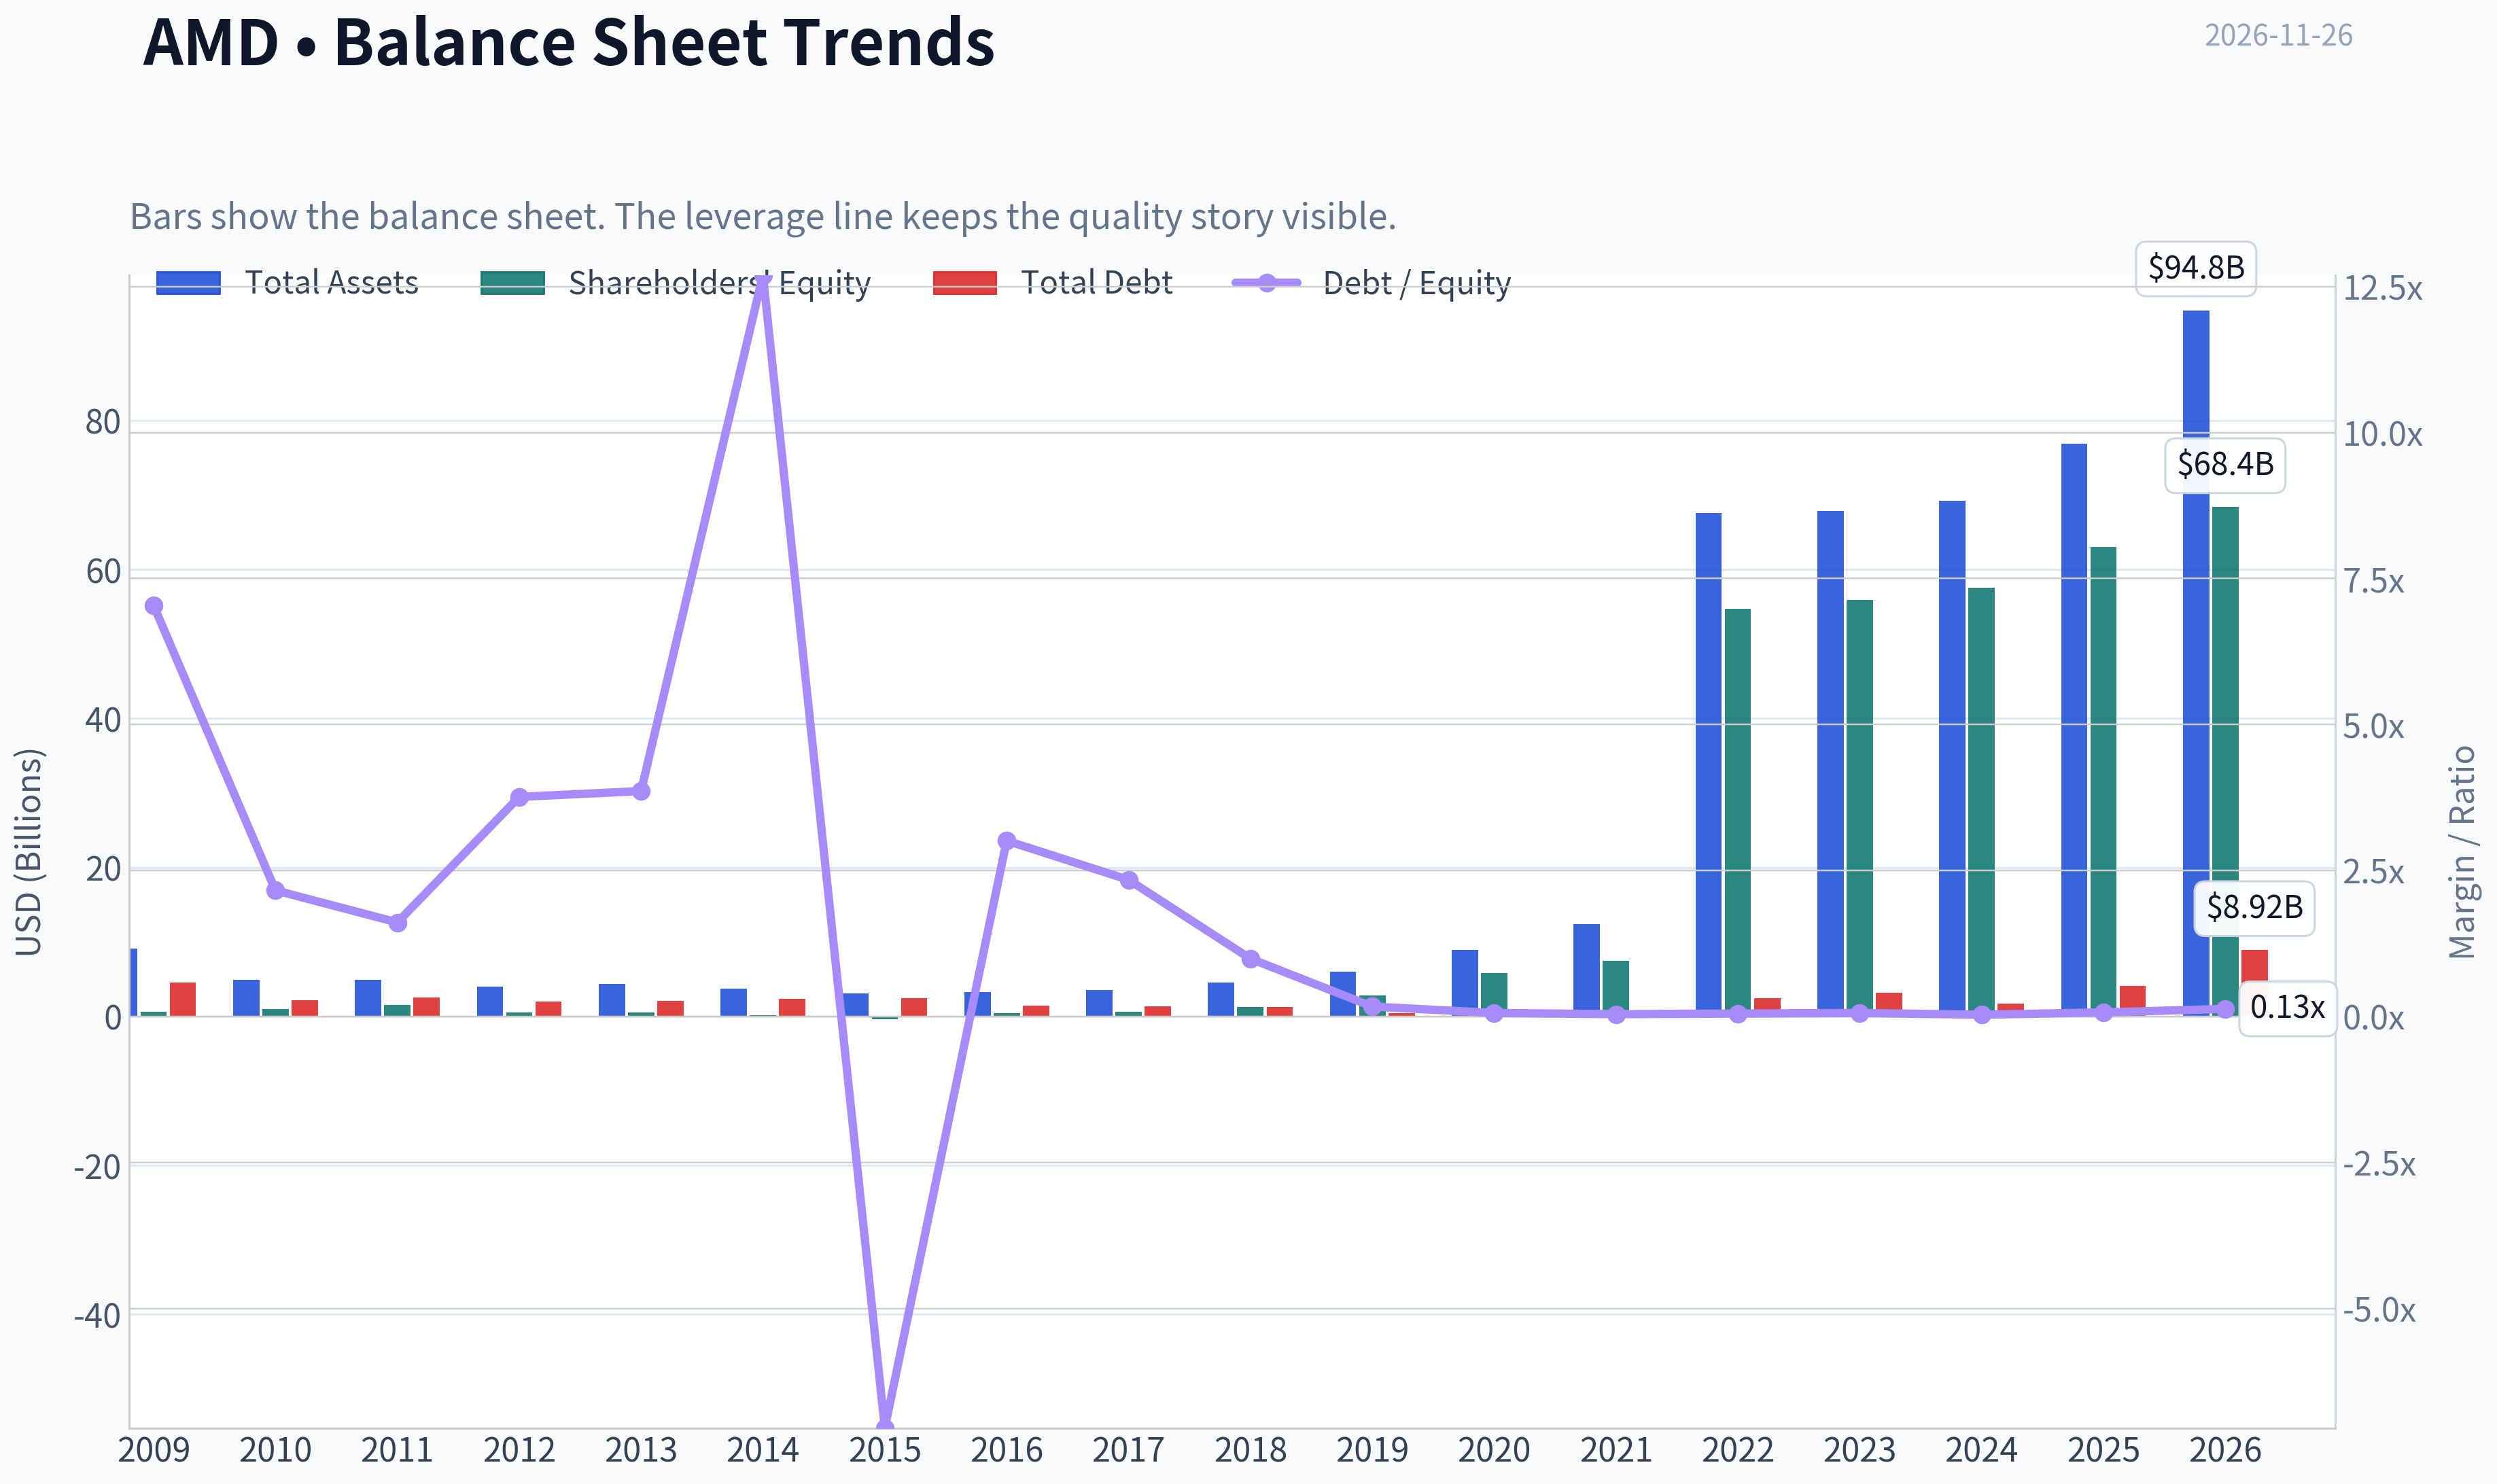 AMD • Balance Sheet Trends
2026-11-26
Bars show the balance sheet. The leverage line keeps the quality story visible.
Total Assets
Shareholders' Equity
Total Debt
Debt / Equity
USD (Billions)
80
60
40
20
0
-20
-40
12.5x
10.0x
7.5x
5.0x
2.5x
0.0x
-2.5x
-5.0x
Margin / Ratio
$94.8B
$68.4B
$8.92B
0.13x
2009
2010
2011
2012
2013
2014
2015
2016
2017
2018
2019
2020
2021
2022
2023
2024
2025
2026